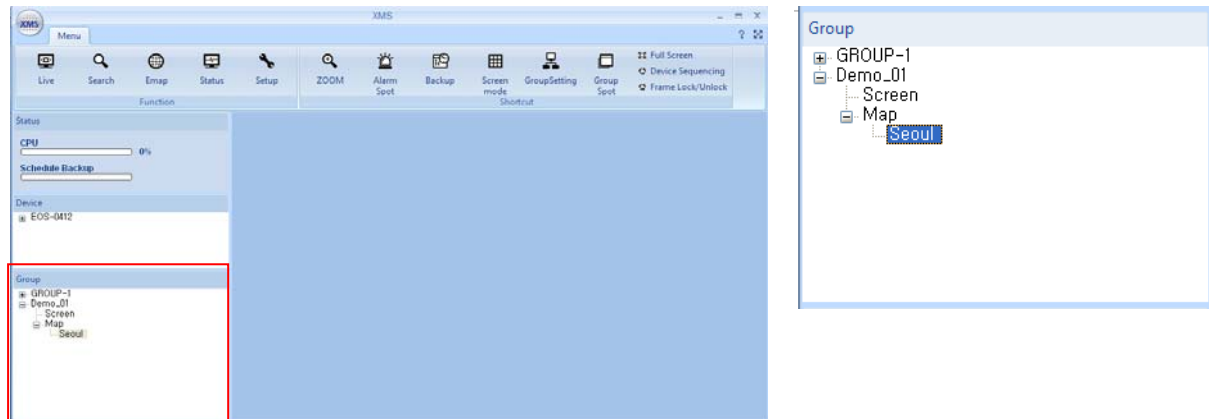 XMS
XMS
Menu
Live
Search
Emap
Status
Setup
Function
ZOOM
Alarm Spot
Backup
Screen mode
GroupSetting
Group Spot
Full Screen
Device Sequencing
Frame Lock/Unlock
Shortcut
Status
CPU
0%
Schedule Backup
Device
EOS-0412
Group
GROUP-1
Demo_01
Screen
Map
Seoul
Group
GROUP-1
Demo_01
Screen
Map
Seoul